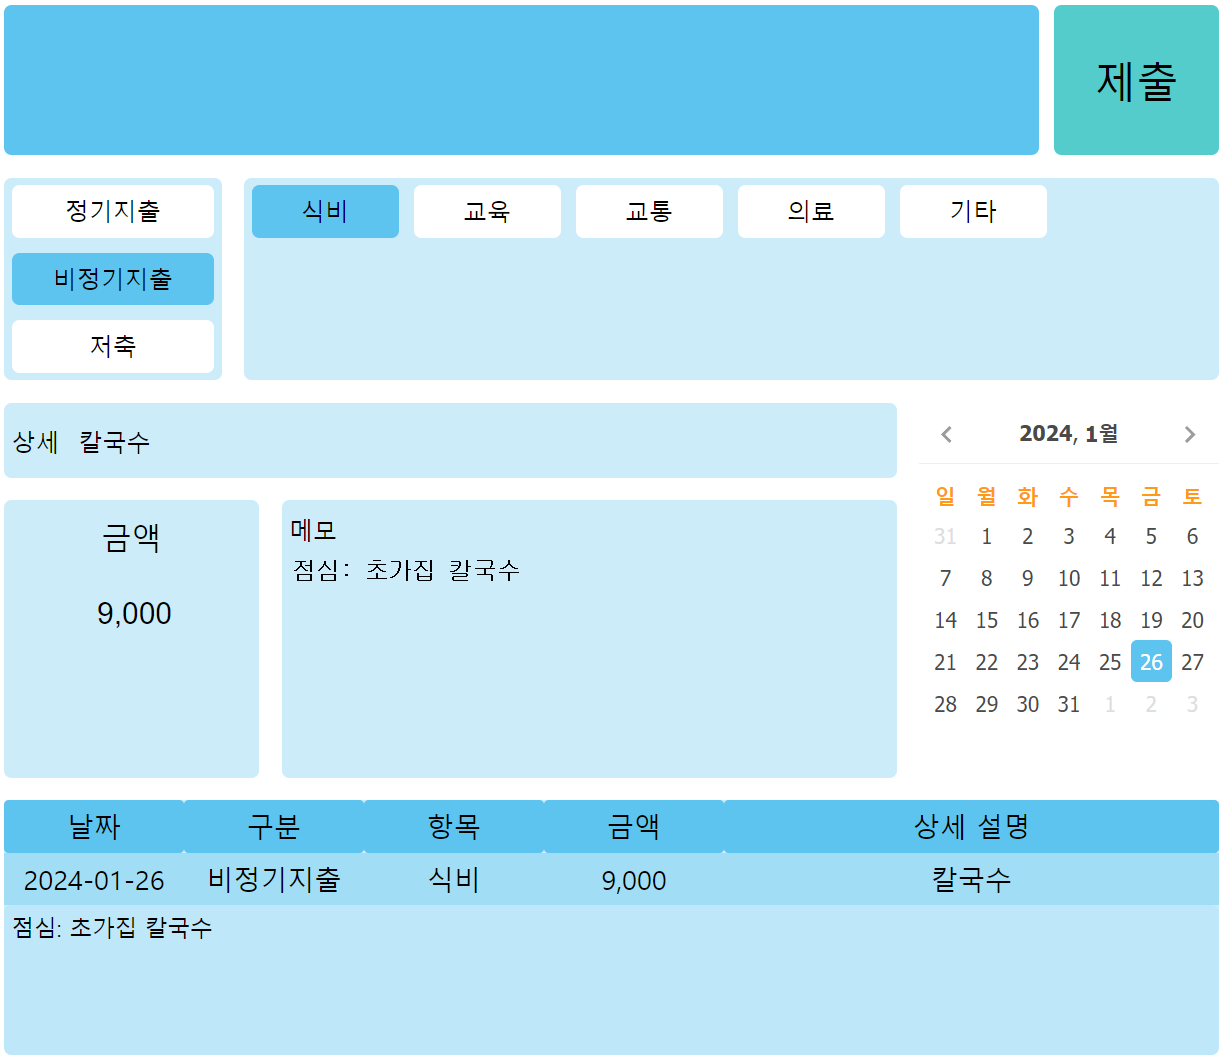 제출
정기지출
비정기지출
저축
식비 교육 교통 의료 기타
상세 칼국수
금액
9,000
메모
점심: 초가집 칼국수
2024, 1월
일 월 화 수 목 금 토
31 1 2 3 4 5 6
7 8 9 10 11 12 13
14 15 16 17 18 19 20
21 22 23 24 25 26 27
28 29 30 31 1 2 3
날짜 구분 항목 금액 상세 설명
2024-01-26 비정기지출 식비 9,000 칼국수
점심: 초가집 칼국수